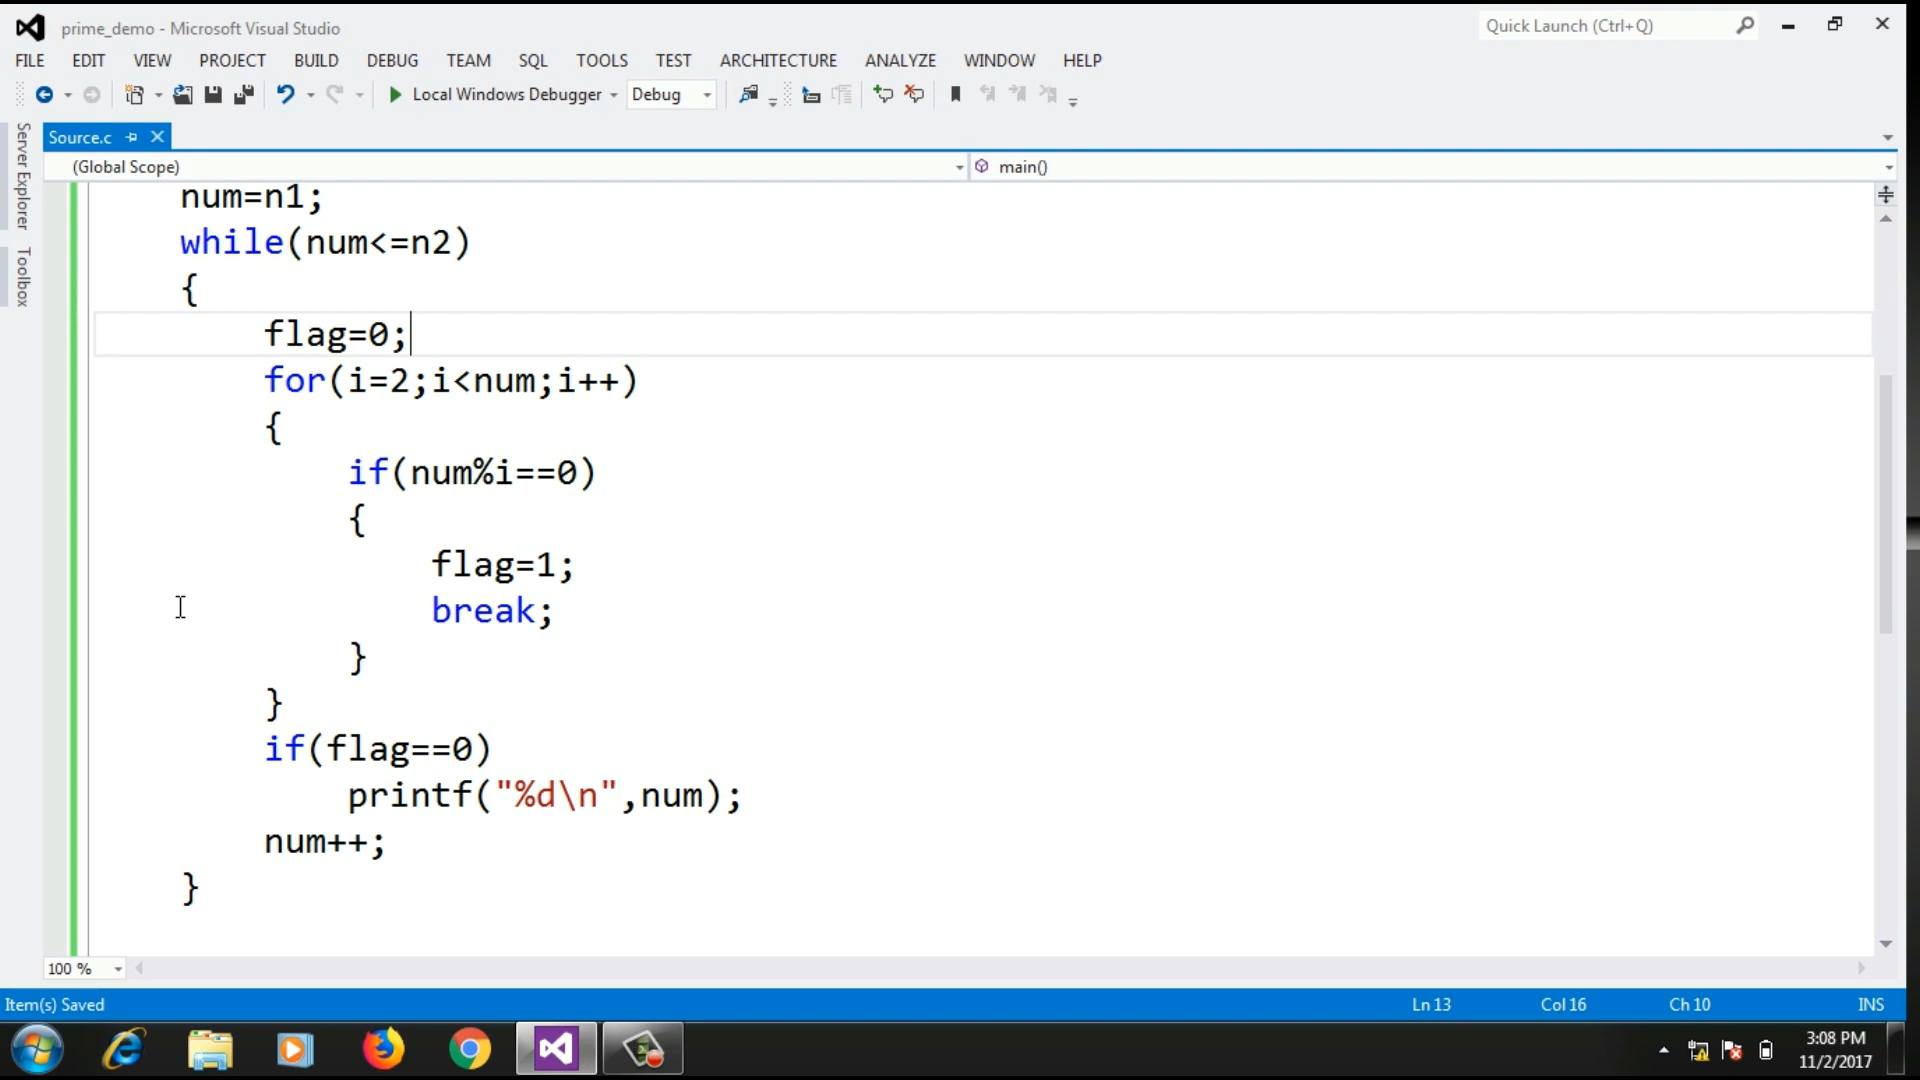 prime_demo - Microsoft Visual Studio
Quick Launch (Ctrl+Q)
FILE EDIT VIEW PROJECT BUILD DEBUG TEAM SQL TOOLS TEST ARCHITECTURE ANALYZE WINDOW HELP
Local Windows Debugger Debug
Server Explorer
Toolbox
Source.c
(Global Scope) main()
num=n1;
while(num<=n2)
{
flag=0;
for(i=2;i<num;i++)
{
if(num%i==0)
{
flag=1;
break;
}
}
if(flag==0)
printf("%d\n",num);
num++;
}
100 %
Item(s) Saved Ln 13 Col 16 Ch 10 INS
3:08 PM
11/2/2017